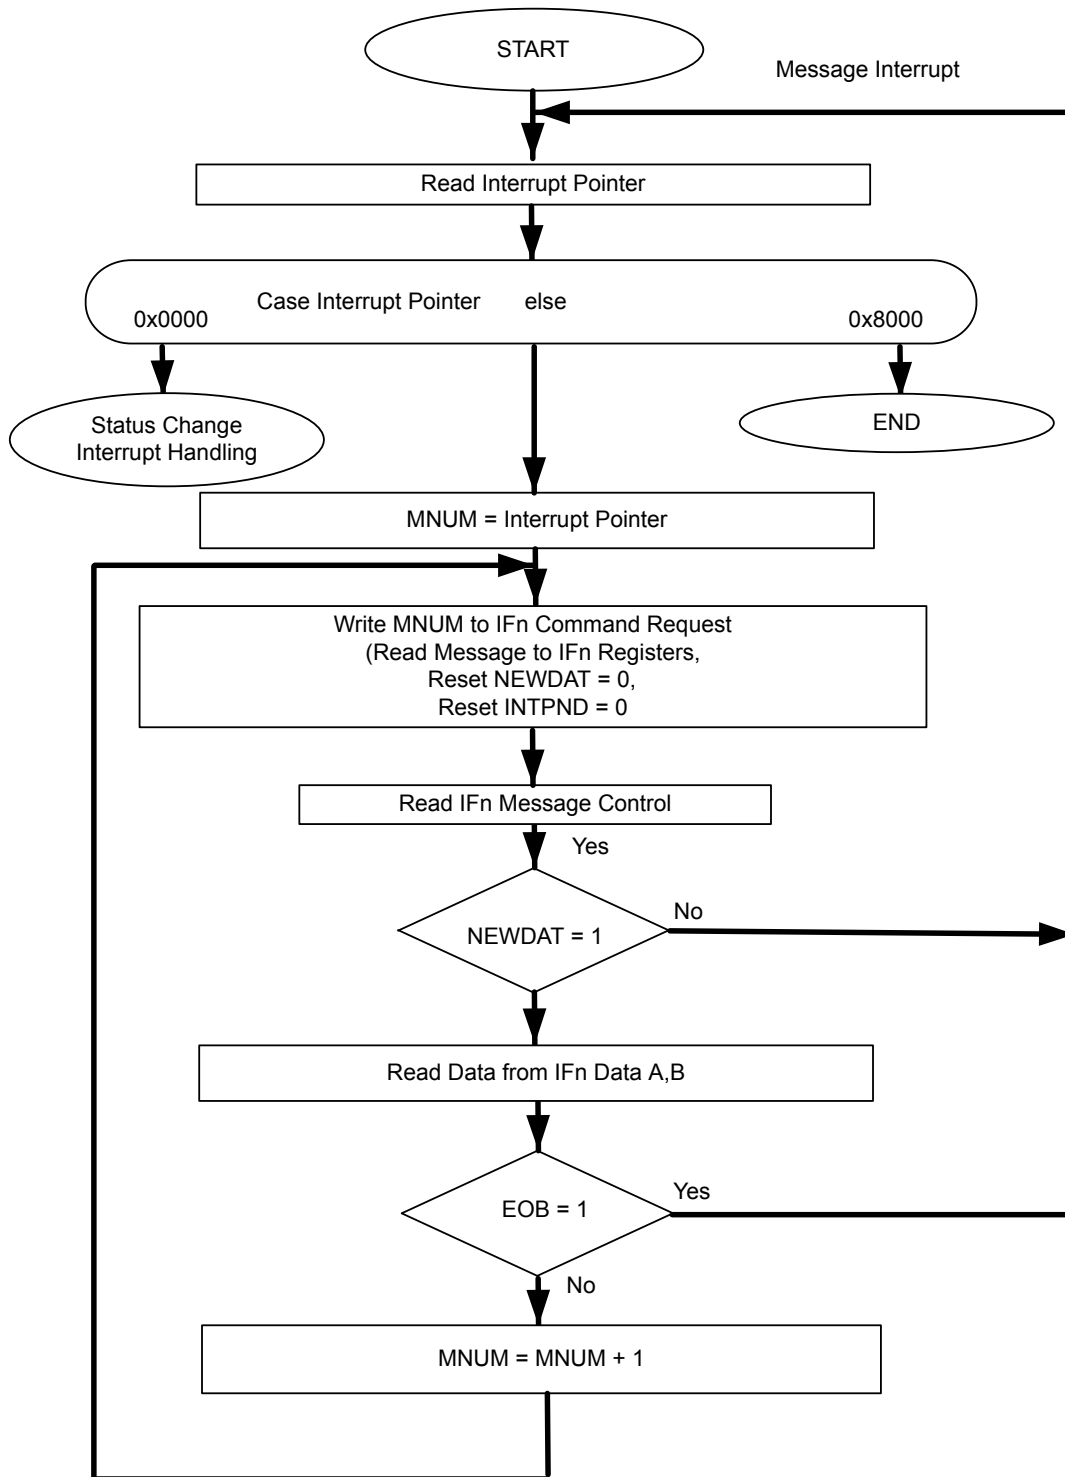 START
Message Interrupt
Read Interrupt Pointer
Case Interrupt Pointer else
0x0000
0x8000
Status Change
Interrupt Handling
END
MNUM = Interrupt Pointer
Write MNUM to IFn Command Request
(Read Message to IFn Registers,
Reset NEWDAT = 0,
Reset INTPND = 0
Read IFn Message Control
Yes
NEWDAT = 1
No
Read Data from IFn Data A,B
EOB = 1
Yes
No
MNUM = MNUM + 1